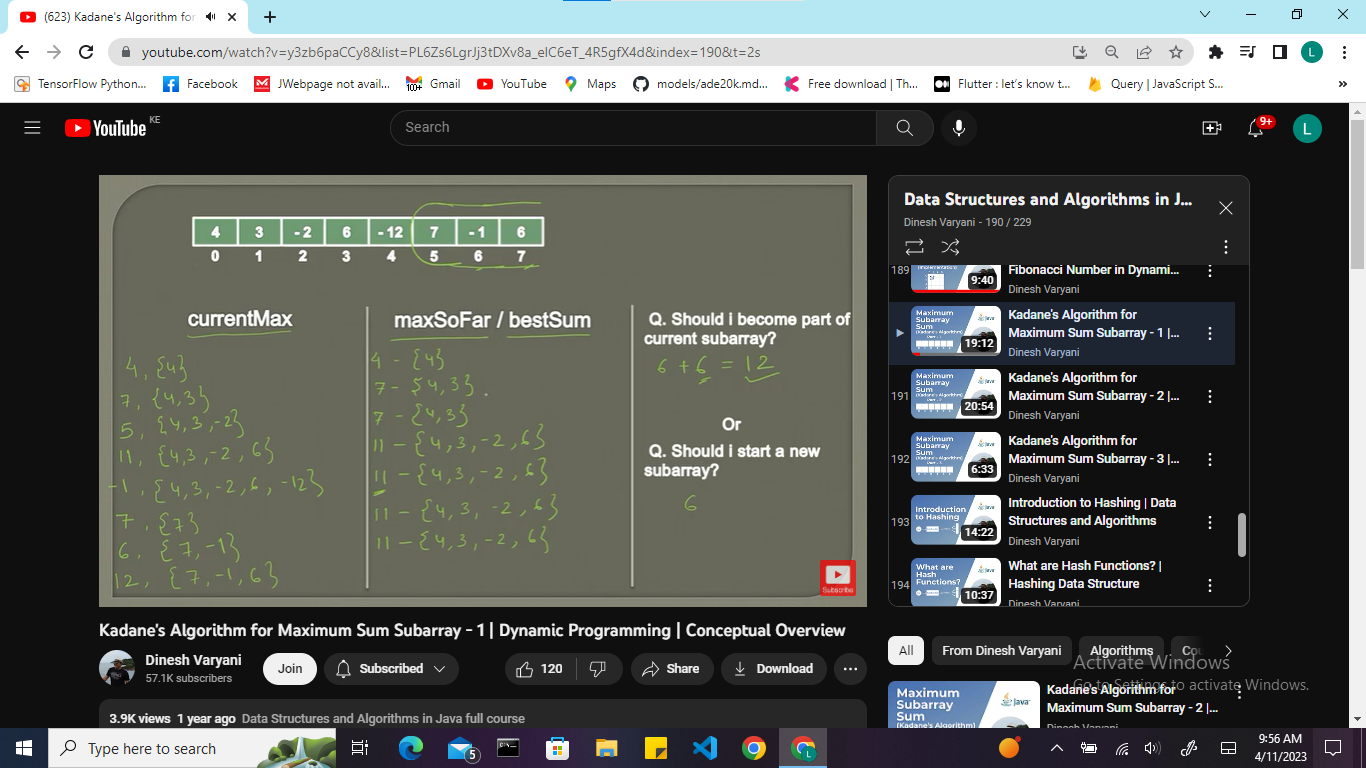 (623) Kadane's Algorithm for
youtube.com/watch?v=y3zb6paCCy8&list=PL6Zs6LgrJj3tDXv8a_elC6eT_4R5gfX4d&index=190&t=2s
L
TensorFlow Python...
Facebook
JWebpage not avail...
100+
Gmail
YouTube
Maps
models/ade20k.md...
Free download | Th...
Flutter : let's know t...
Query | JavaScript S...
»
YouTube KE
Search
9+
L
4 3 -2 6 -12 7 -1 6
0 1 2 3 4 5 6 7
currentMax
4, {4}
7, {4,3}
5, {4,3,-2}
11, {4,3,-2,6}
-1, {4,3,-2,6,-12}
7, {7}
6, {7,-1}
12, {7,-1,6}
maxSoFar / bestSum
4 - {4}
7 - {4,3}
7 - {4,3}
11 - {4,3,-2,6}
11 - {4,3,-2,6}
11 - {4,3,-2,6}
11 - {4,3,-2,6}
Q. Should i become part of
current subarray?
6 + 6 = 12
Or
Q. Should i start a new
subarray?
6
Subscribe
Data Structures and Algorithms in J...
Dinesh Varyani - 190 / 229
189
9:40
Fibonacci Number in Dynami...
Dinesh Varyani
Maximum
Subarray
Sum
19:12
Kadane's Algorithm for
Maximum Sum Subarray - 1 |...
Dinesh Varyani
191
Maximum
Subarray
Sum
20:54
Kadane's Algorithm for
Maximum Sum Subarray - 2 |...
Dinesh Varyani
192
Maximum
Subarray
Sum
6:33
Kadane's Algorithm for
Maximum Sum Subarray - 3 |...
Dinesh Varyani
193
Introduction
to Hashing
14:22
Introduction to Hashing | Data
Structures and Algorithms
Dinesh Varyani
194
What are
Hash
Functions?
10:37
What are Hash Functions? |
Hashing Data Structure
Dinesh Varyani
Kadane's Algorithm for Maximum Sum Subarray - 1 | Dynamic Programming | Conceptual Overview
Dinesh Varyani
57.1K subscribers
Join
Subscribed
120
Share
Download
3.9K views 1 year ago Data Structures and Algorithms in Java full course
All
From Dinesh Varyani
Algorithms
Activate Windows
Go to Settings to activate Windows.
Maximum
Subarray
Sum
(Kadane's Algorithm)
Java
Kadane's Algorithm for
Maximum Sum Subarray - 2 |...
Dinesh Varyani
Type here to search
5
L
9:56 AM
4/11/2023